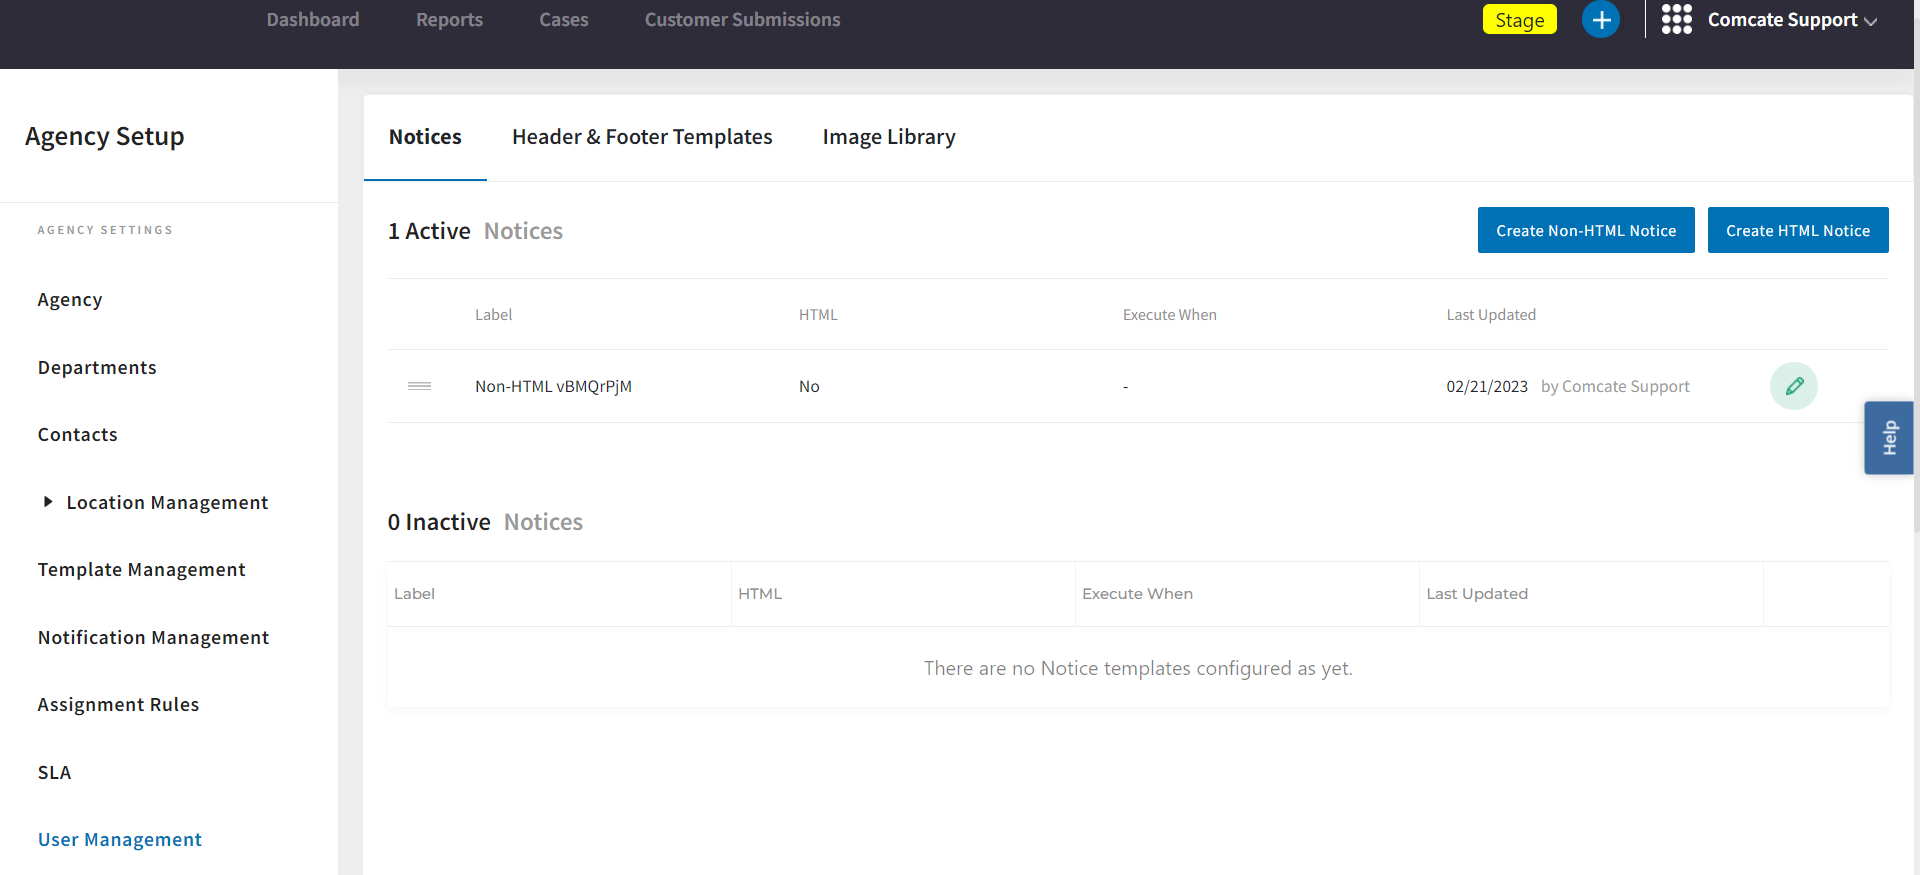 Dashboard Reports Cases Customer Submissions Stage Comcate Support
Agency Setup
AGENCY SETTINGS
Agency
Departments
Contacts
Location Management
Template Management
Notification Management
Assignment Rules
SLA
User Management
Notices Header & Footer Templates Image Library
1 Active Notices
Create Non-HTML Notice Create HTML Notice
Label HTML Execute When Last Updated
Non-HTML vBMQrPjM No - 02/21/2023 by Comcate Support
Help
0 Inactive Notices
Label HTML Execute When Last Updated
There are no Notice templates configured as yet.